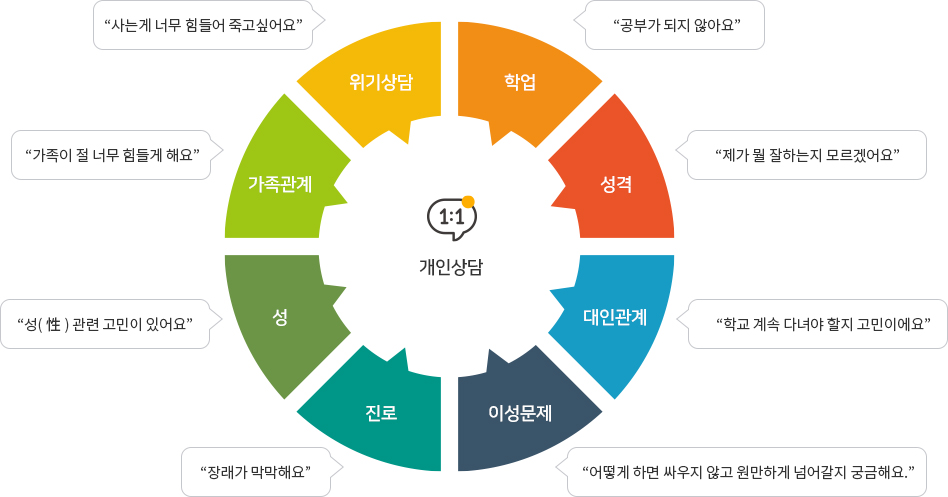 “사는게 너무 힘들어 죽고싶어요”
“공부가 되지 않아요”
위기상담
학업
“가족이 절 너무 힘들게 해요”
“제가 뭘 잘하는지 모르겠어요”
가족관계
성격
1:1
개인상담
“성( 性 ) 관련 고민이 있어요”
성
대인관계
“학교 계속 다녀야 할지 고민이에요”
진로
이성문제
“장래가 막막해요”
“어떻게 하면 싸우지 않고 원만하게 넘어갈지 궁금해요.”